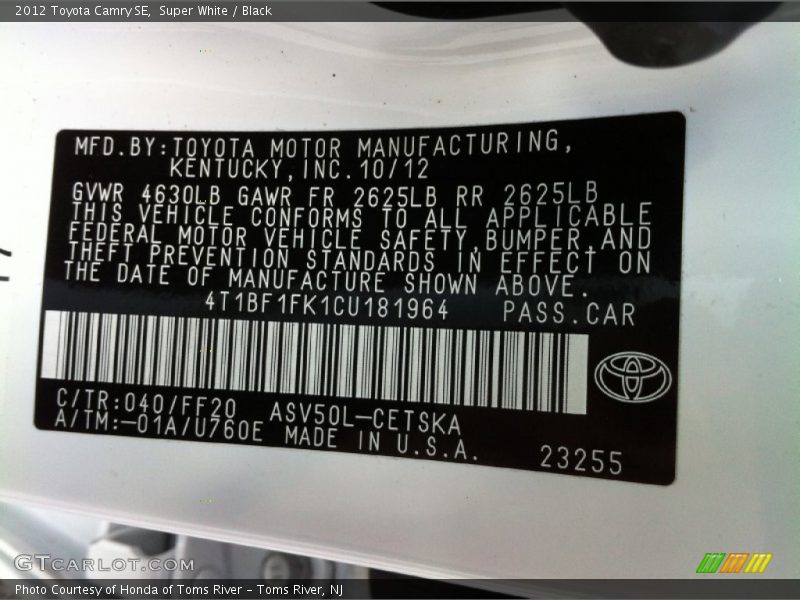 2012 Toyota Camry SE, Super White / Black
MFD.BY:TOYOTA MOTOR MANUFACTURING,
KENTUCKY,INC.10/12
GVWR 4630LB GAWR FR 2625LB RR 2625LB
THIS VEHICLE CONFORMS TO ALL APPLICABLE
FEDERAL MOTOR VEHICLE SAFETY,BUMPER,AND
THEFT PREVENTION STANDARDS IN EFFECT ON
THE DATE OF MANUFACTURE SHOWN ABOVE.
4T1BF1FK1CU181964 PASS.CAR
C/TR:040/FF20 ASV50L-CETSKA
A/TM:-01A/U760E MADE IN U.S.A.
23255
GTCARLOT.COM
Photo Courtesy of Honda of Toms River - Toms River, NJ